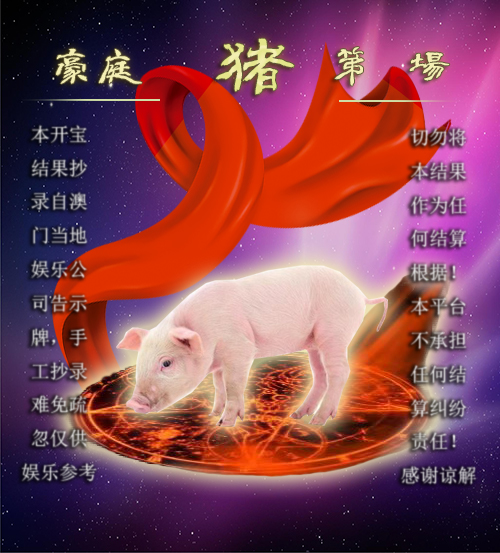 豪庭 猪 第 場
本开宝
结果抄
录自澳
门当地
娱乐公
司告示
牌，手
工抄录
难免疏
忽仅供
娱乐参考
切勿将
本结果
作为任
何结算
根据！
本平台
不承担
任何结
算纠纷
责任！
感谢谅解